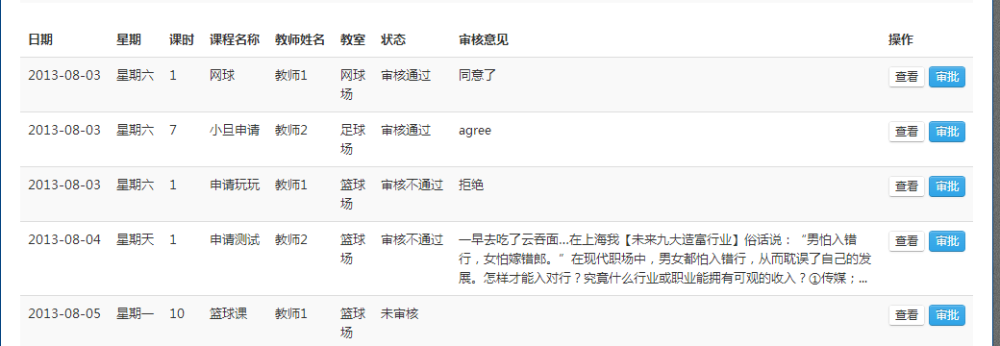 日期 星期 课时 课程名称 教师姓名 教室 状态 审核意见 操作
2013-08-03 星期六 1 网球 教师1 网球 审核通过 同意了 查看 审批
场
2013-08-03 星期六 7 小旦申请 教师2 足球 审核通过 agree 查看 审批
场
2013-08-03 星期六 1 申请玩玩 教师1 篮球 审核不通过 拒绝 查看 审批
场
2013-08-04 星期天 1 申请测试 教师2 篮球 审核不通过 一早去吃了云吞面...在上海我【未来九大造富行业】俗话说：“男怕入错 查看 审批
场 行，女怕嫁错郎。”在现代职场中，男女都怕入错行，从而耽误了自己的发
展。怎样才能入对行？究竟什么行业或职业能拥有可观的收入？①传媒；...
2013-08-05 星期一 10 篮球课 教师1 篮球 未审核 查看 审批
场